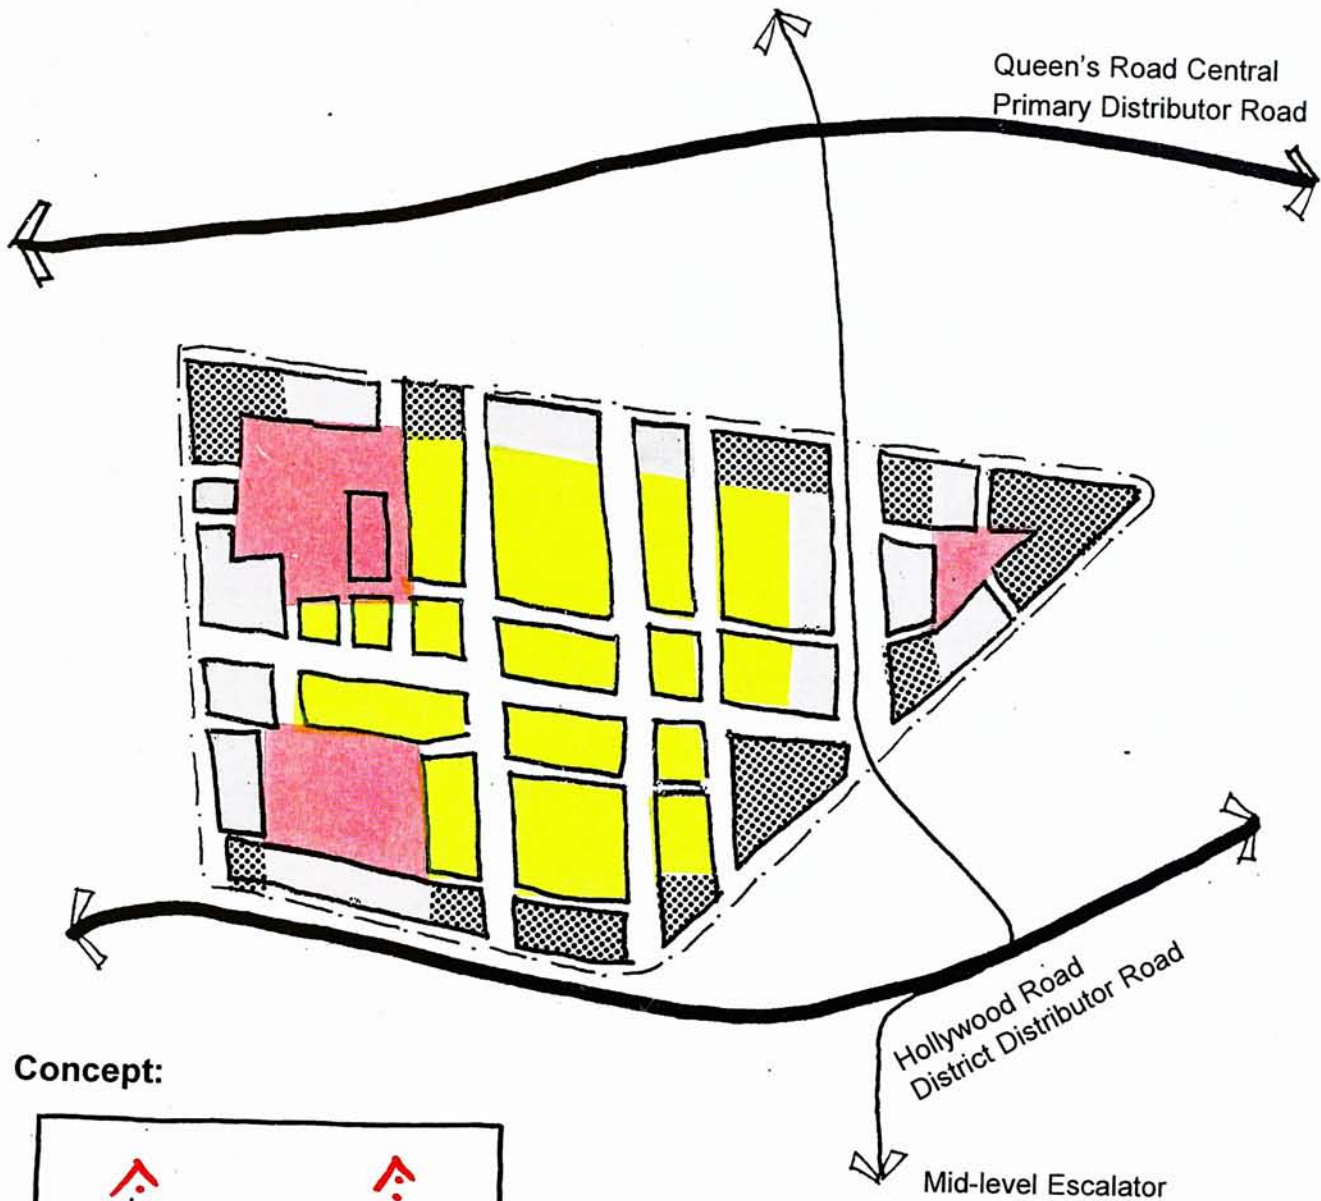 Queen's Road Central
Primary Distributor Road
Hollywood Road
District Distributor Road
Concept:
Mid-level Escalator